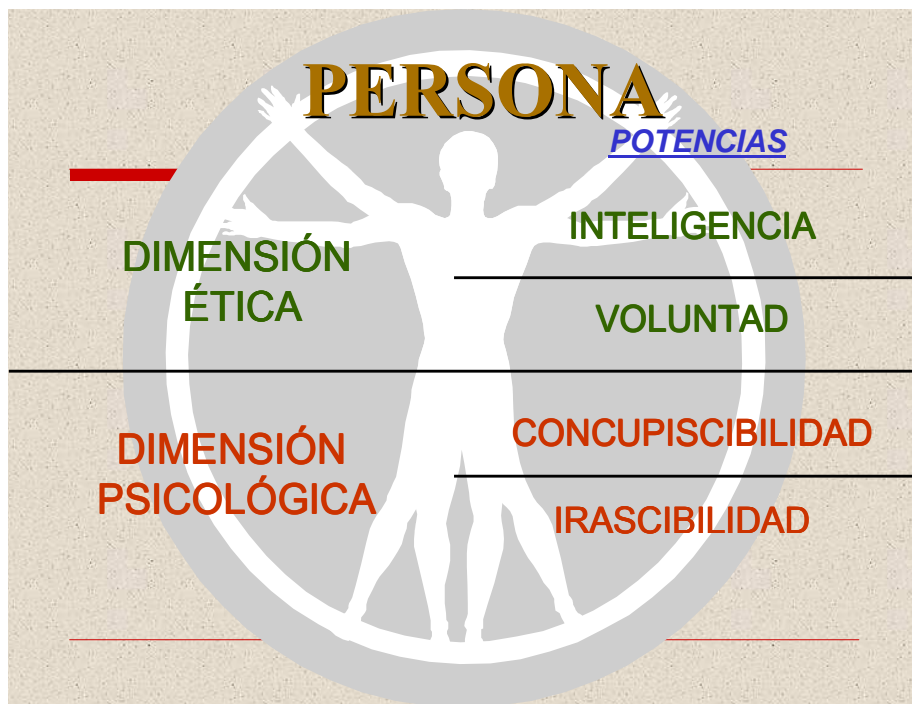 PERSONA
POTENCIAS
DIMENSIÓN
ÉTICA
INTELIGENCIA
VOLUNTAD
DIMENSIÓN
PSICOLÓGICA
CONCUPISCIBILIDAD
IRASCIBILIDAD